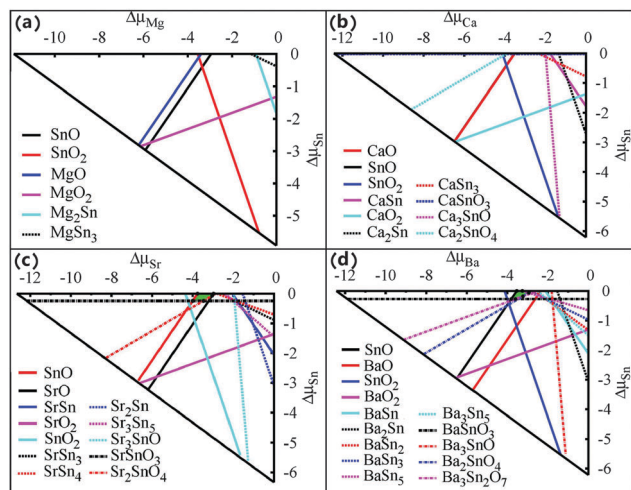 (a)
ΔμMg
-10 -8 -6 -4 -2 0
0
-1
-2
-3
-4
-5
ΔμSn
SnO
SnO2
MgO
MgO2
Mg2Sn
MgSn3
(b)
ΔμCa
-12 -10 -8 -6 -4 -2 0
0
-1
-2
-3
-4
-5
-6
ΔμSn
CaO
SnO
SnO2
CaSn
CaO2
Ca2Sn
CaSn3
CaSnO3
Ca3SnO
Ca2SnO4
(c)
ΔμSr
-12 -10 -8 -6 -4 -2 0
0
-1
-2
-3
-4
-5
-6
ΔμSn
SnO
SrO
SrSn
SrO2
SnO2
SrSn3
SrSn4
Sr2Sn
Sr3Sn5
Sr3SnO
SrSnO3
Sr2SnO4
(d)
ΔμBa
-12 -10 -8 -6 -4 -2 0
0
-1
-2
-3
-4
-5
-6
ΔμSn
SnO
BaO
SnO2
BaO2
BaSn
Ba2Sn
BaSn2
BaSn3
BaSn5
Ba3Sn5
BaSnO3
Ba3SnO
Ba2SnO4
Ba3Sn2O7